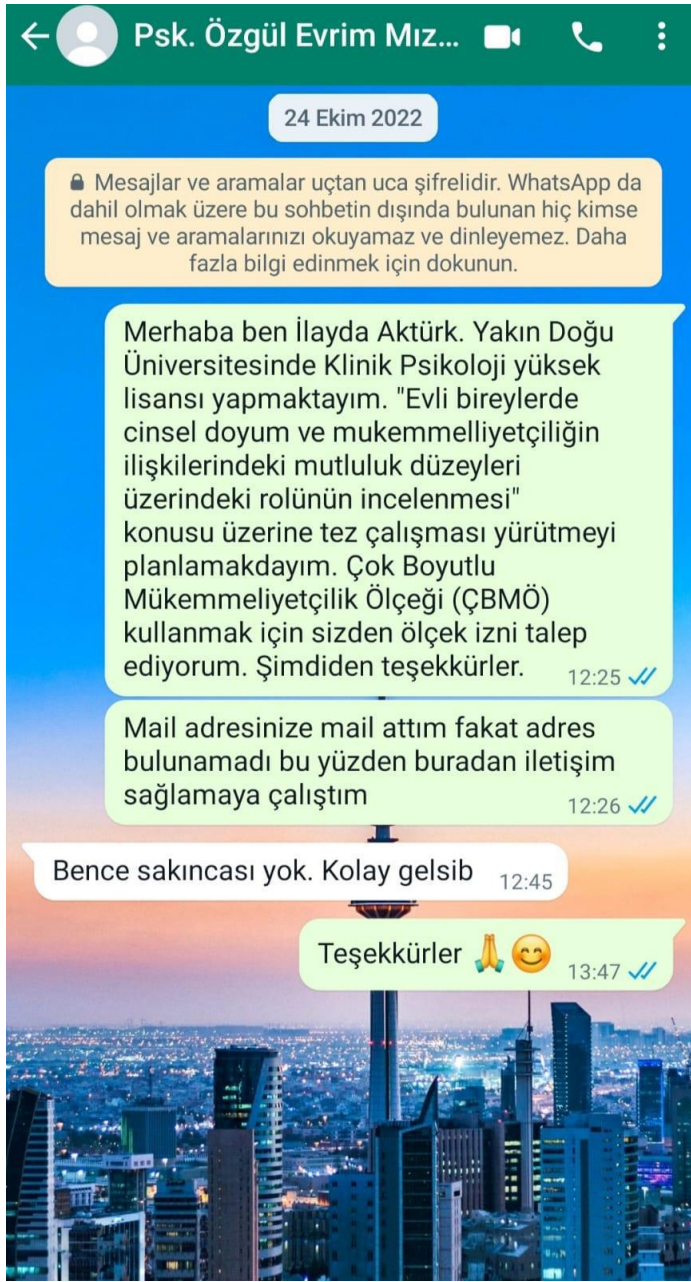 Psk. Özgül Evrim Mız...
24 Ekim 2022
Mesajlar ve aramalar uçtan uca şifrelidir. WhatsApp da
dahil olmak üzere bu sohbetin dışında bulunan hiç kimse
mesaj ve aramalarınızı okuyamaz ve dinleyemez. Daha
fazla bilgi edinmek için dokunun.
Merhaba ben İlayda Aktürk. Yakın Doğu
Üniversitesinde Klinik Psikoloji yüksek
lisansı yapmaktayım. "Evli bireylerde
cinsel doyum ve mukemmelliyetçiliğin
ilişkilerindeki mutluluk düzeyleri
üzerindeki rolünün incelenmesi"
konusu üzerine tez çalışması yürütmeyi
planlamakdayım. Çok Boyutlu
Mükemmeliyetçilik Ölçeği (ÇBMÖ)
kullanmak için sizden ölçek izni talep
ediyorum. Şimdiden teşekkürler. 12:25
Mail adresinize mail attım fakat adres
bulunamadı bu yüzden buradan iletişim
sağlamaya çalıştım 12:26
Bence sakıncası yok. Kolay gelsib 12:45
Teşekkürler 🙏😊 13:47